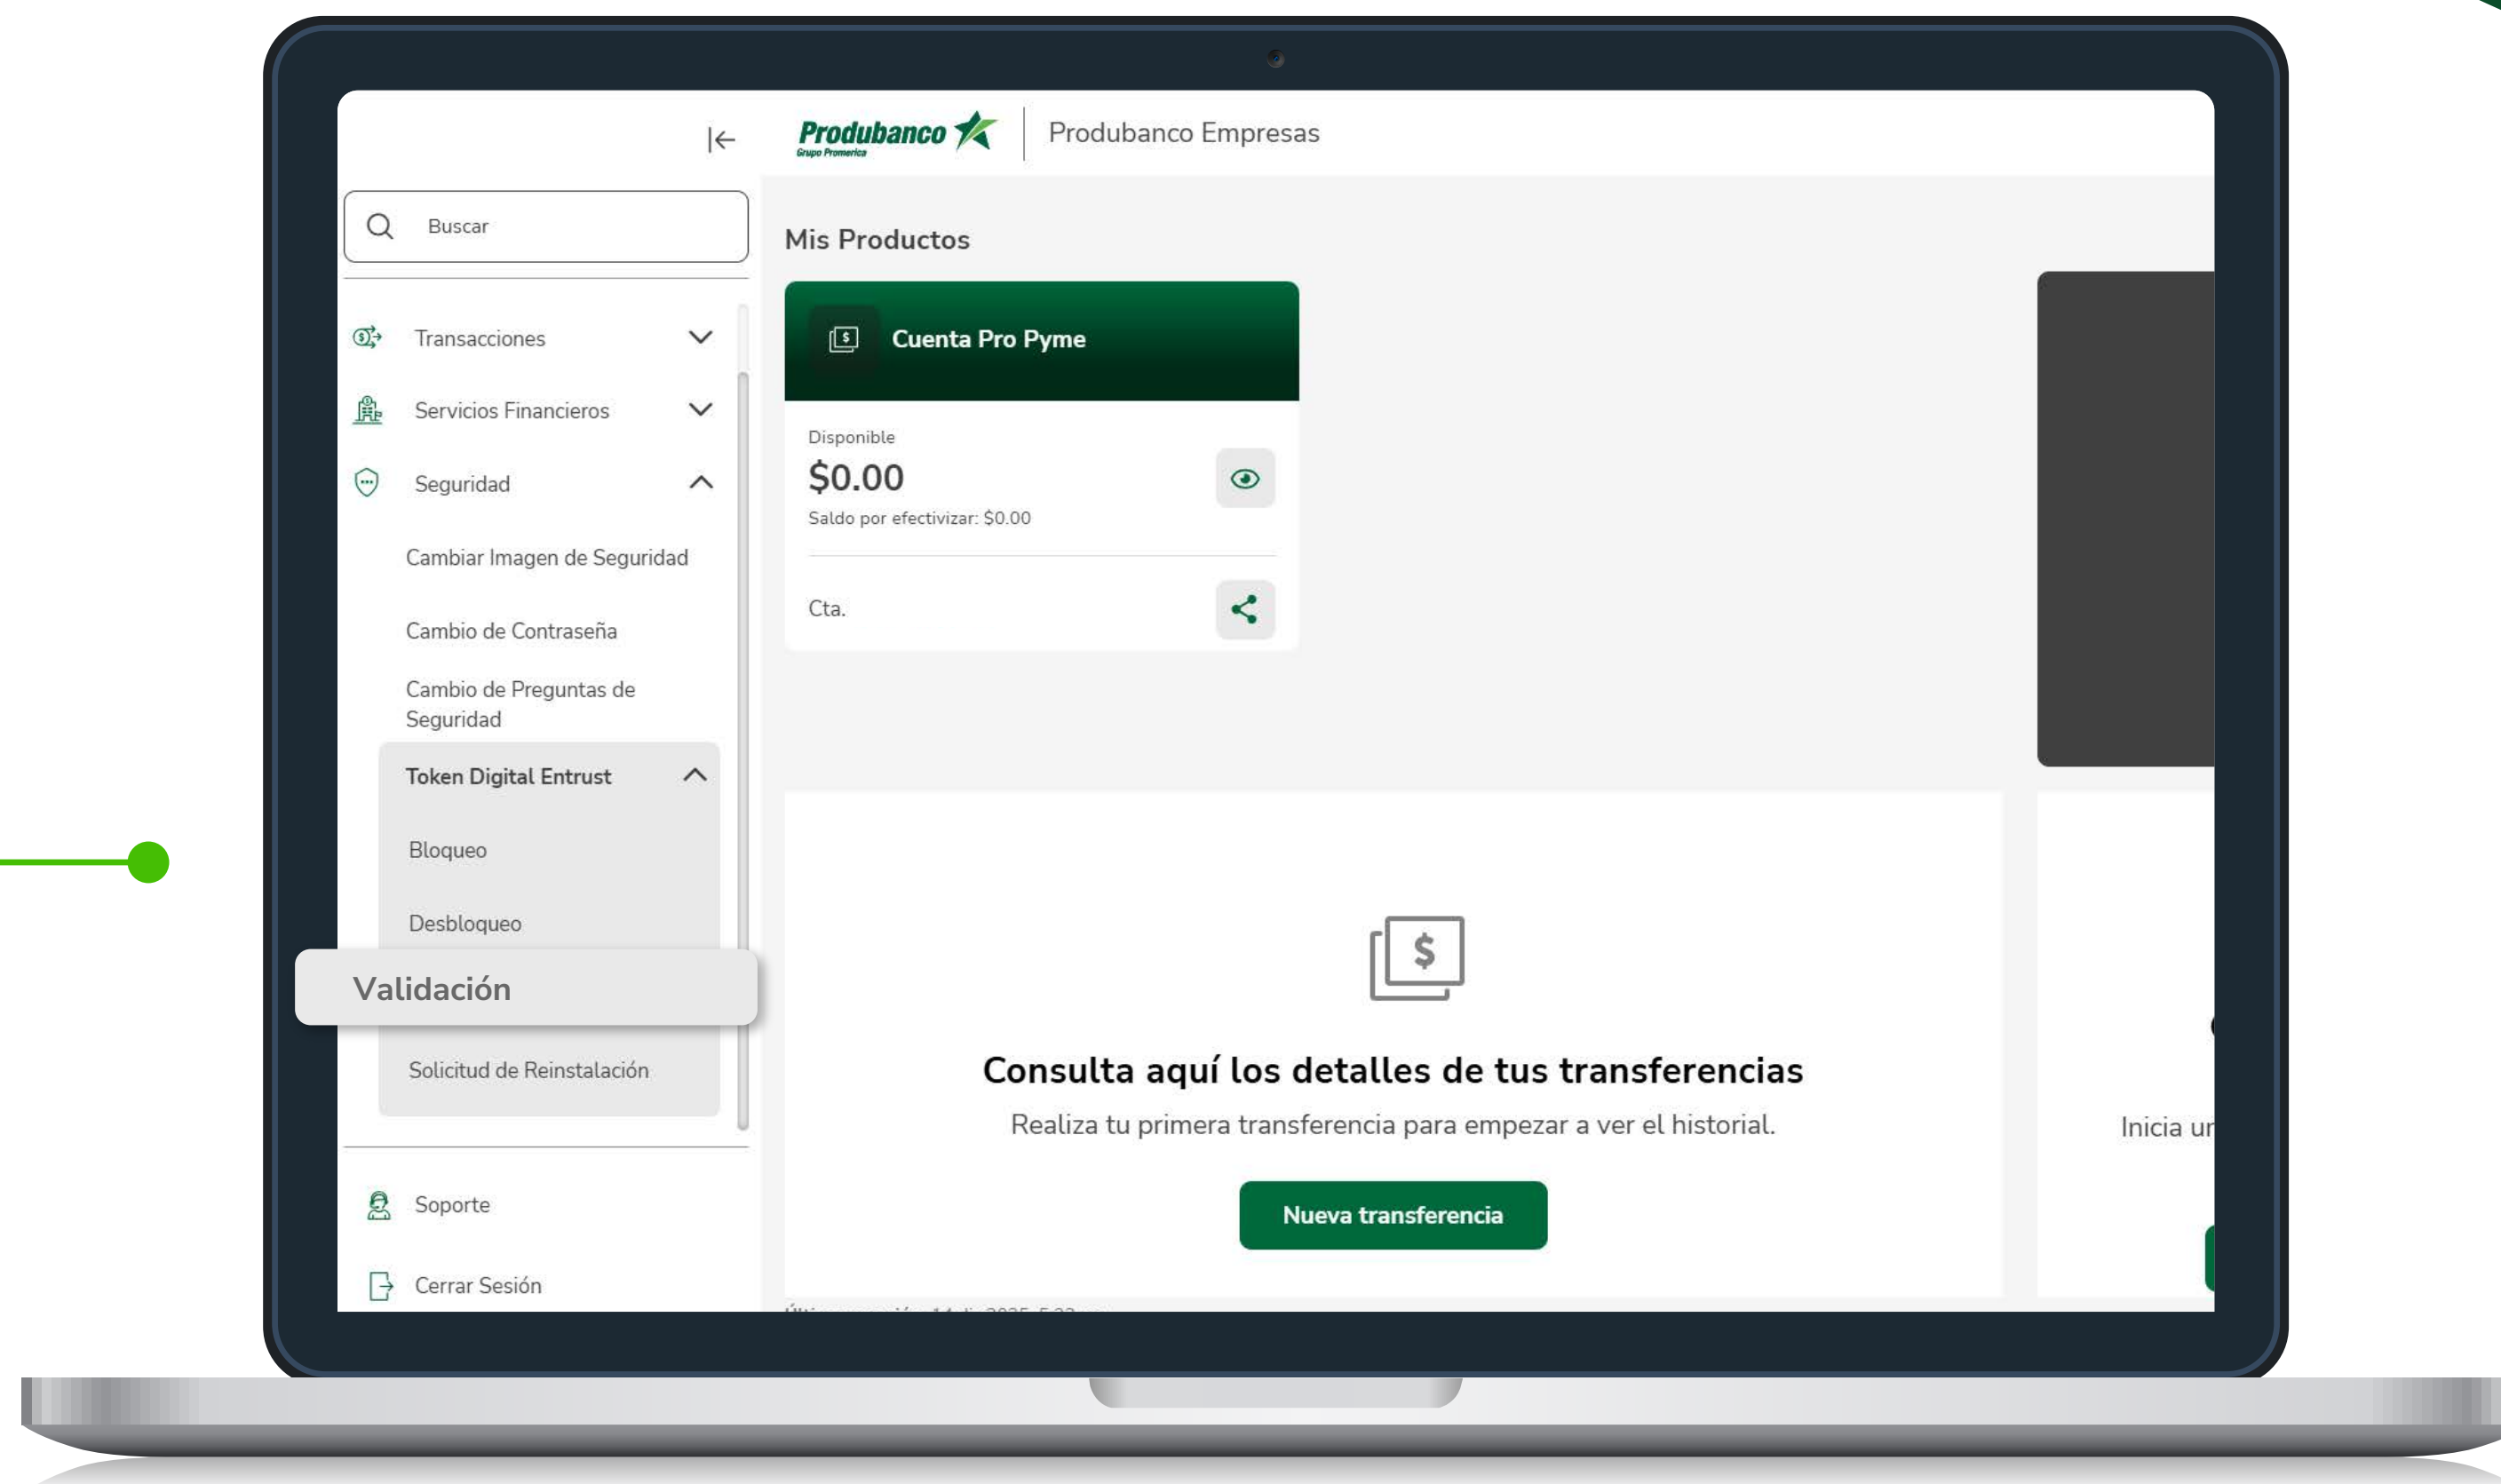 Produbanco
Grupo Promerica
Produbanco Empresas
Buscar
Transacciones
Servicios Financieros
Seguridad
Cambiar Imagen de Seguridad
Cambio de Contraseña
Cambio de Preguntas de
Seguridad
Token Digital Entrust
Bloqueo
Desbloqueo
Validación
Solicitud de Reinstalación
Soporte
Cerrar Sesión
Mis Productos
Cuenta Pro Pyme
Disponible
$0.00
Saldo por efectivizar: $0.00
Cta.
Consulta aquí los detalles de tus transferencias
Realiza tu primera transferencia para empezar a ver el historial.
Nueva transferencia
Inicia